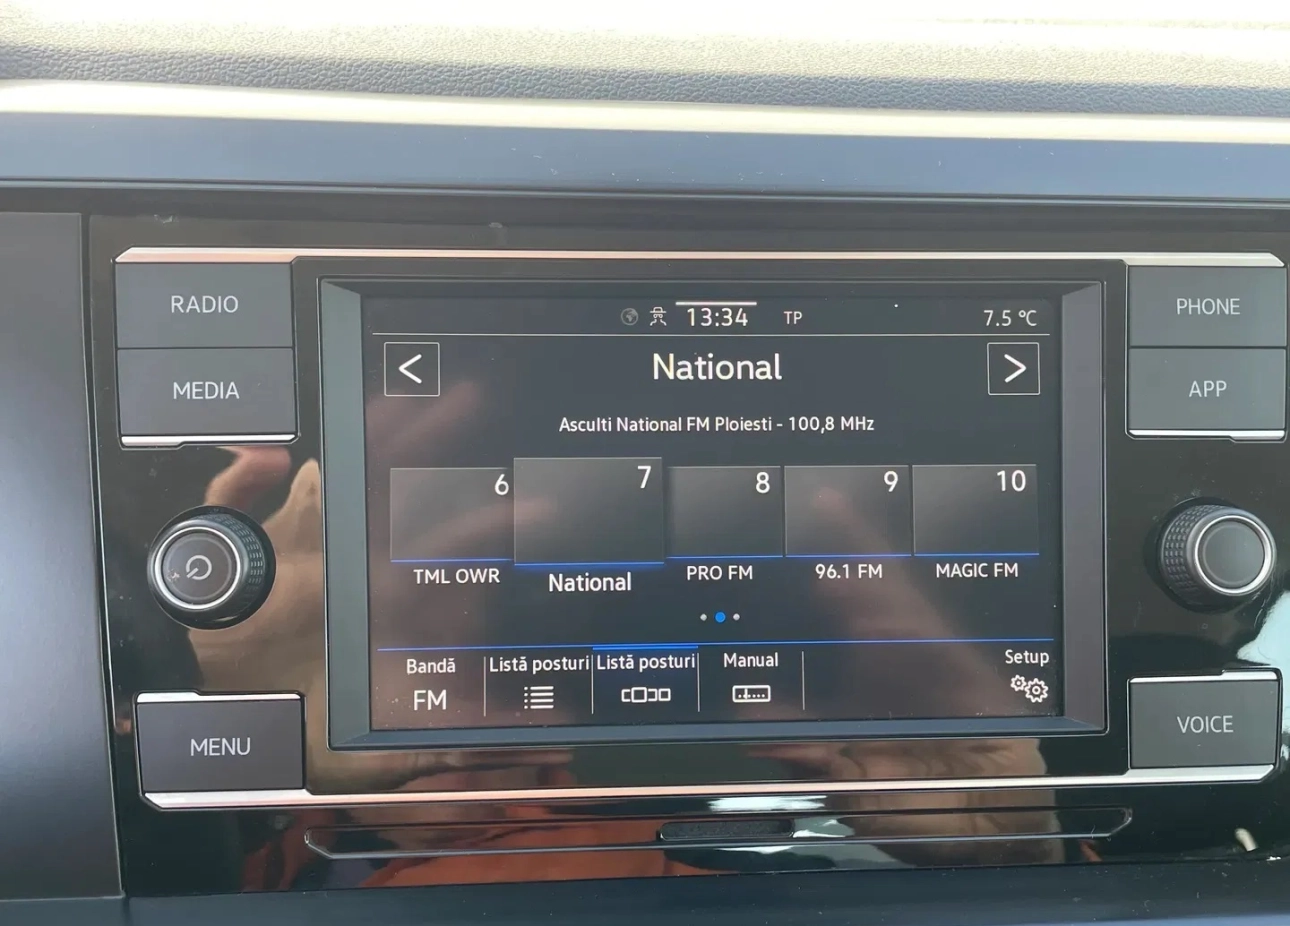 RADIO
MEDIA
MENU
13:34 TP 7.5 °C
< National >
Asculti National FM Ploiesti - 100,8 MHz
6 7 8 9 10
TML OWR National PRO FM 96.1 FM MAGIC FM
Bandă Listă posturi Listă posturi Manual Setup
FM
PHONE
APP
VOICE